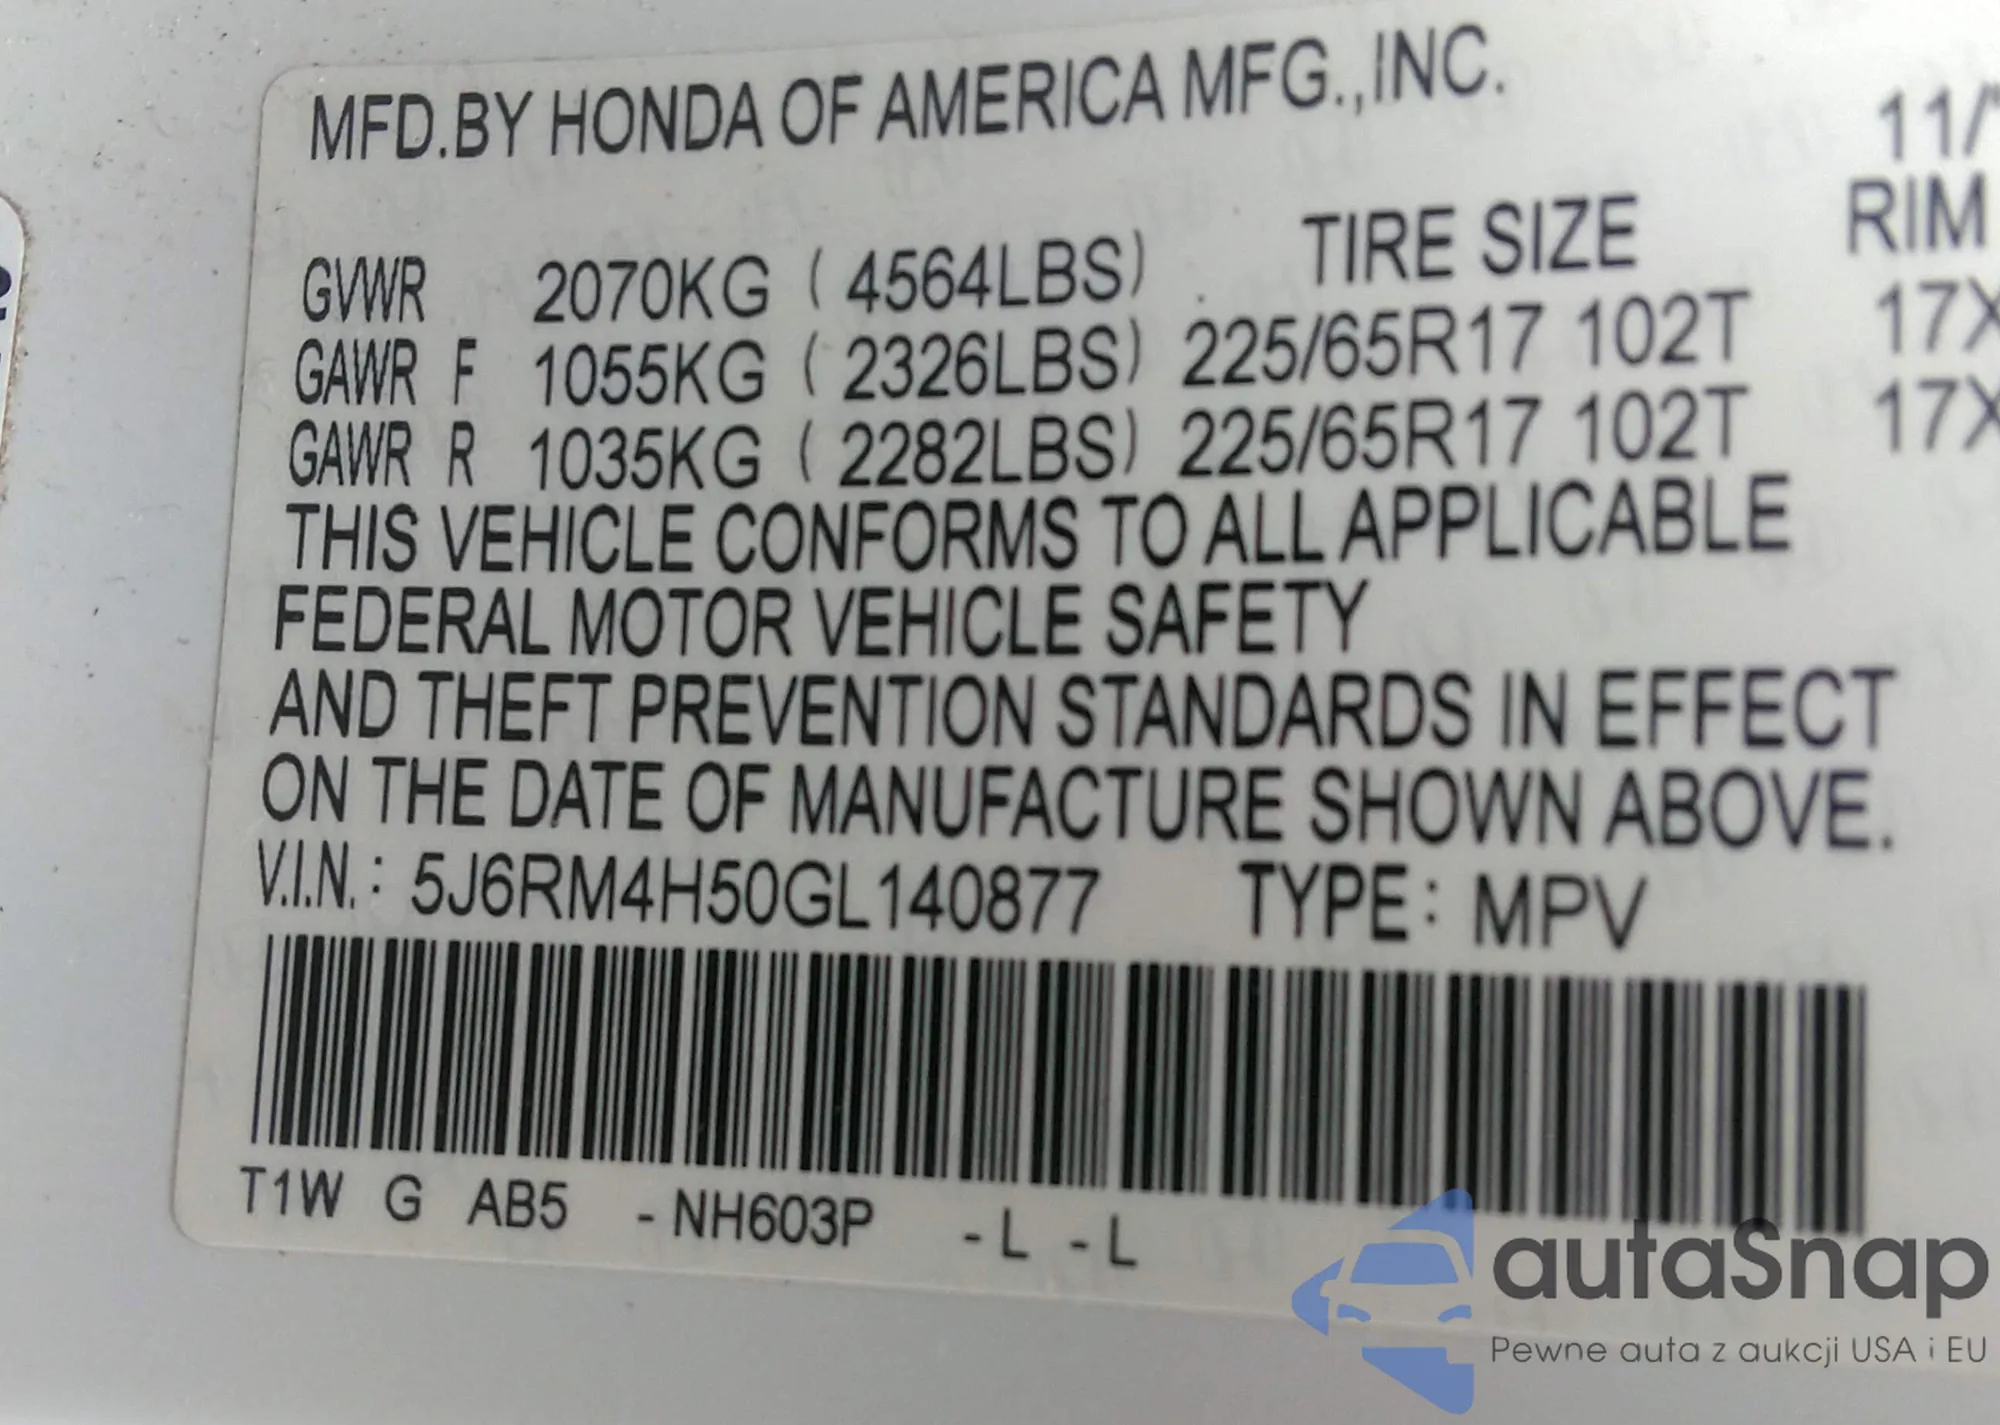 MFD.BY HONDA OF AMERICA MFG.,INC.
11/
TIRE SIZE RIM
GVWR 2070KG (4564LBS)
GAWR F 1055KG (2326LBS) 225/65R17 102T 17X
GAWR R 1035KG (2282LBS) 225/65R17 102T 17X
THIS VEHICLE CONFORMS TO ALL APPLICABLE
FEDERAL MOTOR VEHICLE SAFETY
AND THEFT PREVENTION STANDARDS IN EFFECT
ON THE DATE OF MANUFACTURE SHOWN ABOVE.
V.I.N.: 5J6RM4H50GL140877 TYPE: MPV
T1W G AB5 -NH603P -L -L
autaSnap
Pewne auta z aukcji USA i EU